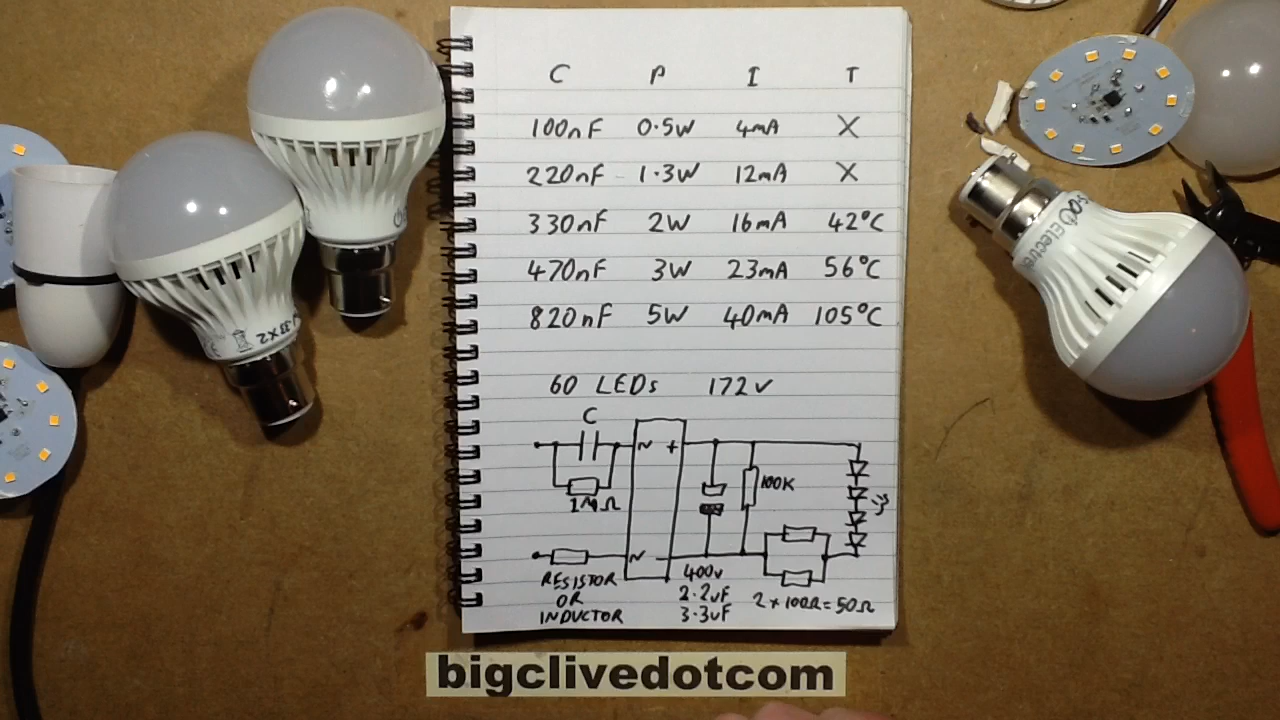 C P I T
100nF 0.5W 4mA X
220nF 1.3W 12mA X
330nF 2W 16mA 42°C
470nF 3W 23mA 56°C
820nF 5W 40mA 105°C
60 LEDs 172v
C
~ +
1MΩ
100K
~ –
RESISTOR
OR
INDUCTOR
400v
2.2uF
3.3uF
2 x 100Ω = 50Ω
bigclivedotcom